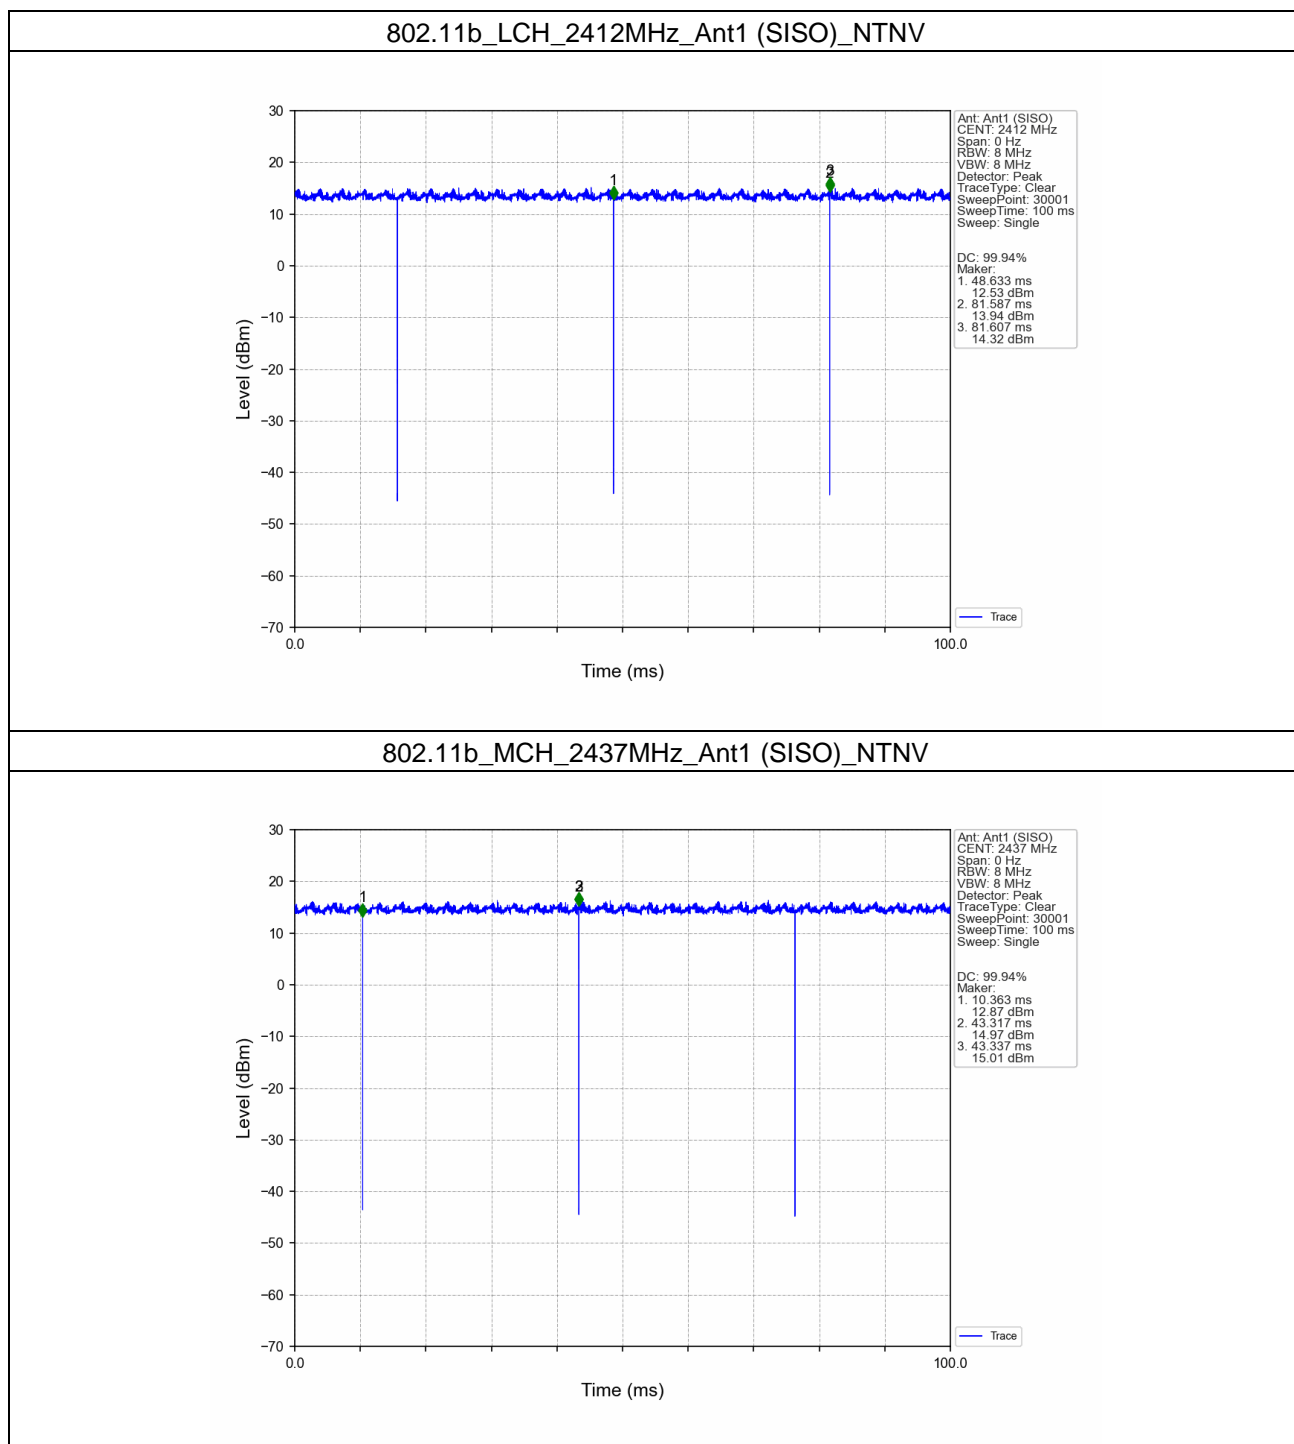 802.11b_LCH_2412MHz_Ant1 (SISO)_NTNV
30
20
10
0
−10
−20
−30
−40
−50
−60
−70
Level (dBm)
0.0
100.0
Time (ms)
1
2
3
Ant: Ant1 (SISO)
CENT: 2412 MHz
Span: 0 Hz
RBW: 8 MHz
VBW: 8 MHz
Detector: Peak
TraceType: Clear
SweepPoint: 30001
SweepTime: 100 ms
Sweep: Single
DC: 99.94%
Maker:
1. 48.633 ms
12.53 dBm
2. 81.587 ms
13.94 dBm
3. 81.607 ms
14.32 dBm
Trace
802.11b_MCH_2437MHz_Ant1 (SISO)_NTNV
30
20
10
0
−10
−20
−30
−40
−50
−60
−70
Level (dBm)
0.0
100.0
Time (ms)
1
2
3
Ant: Ant1 (SISO)
CENT: 2437 MHz
Span: 0 Hz
RBW: 8 MHz
VBW: 8 MHz
Detector: Peak
TraceType: Clear
SweepPoint: 30001
SweepTime: 100 ms
Sweep: Single
DC: 99.94%
Maker:
1. 10.363 ms
12.87 dBm
2. 43.317 ms
14.97 dBm
3. 43.337 ms
15.01 dBm
Trace